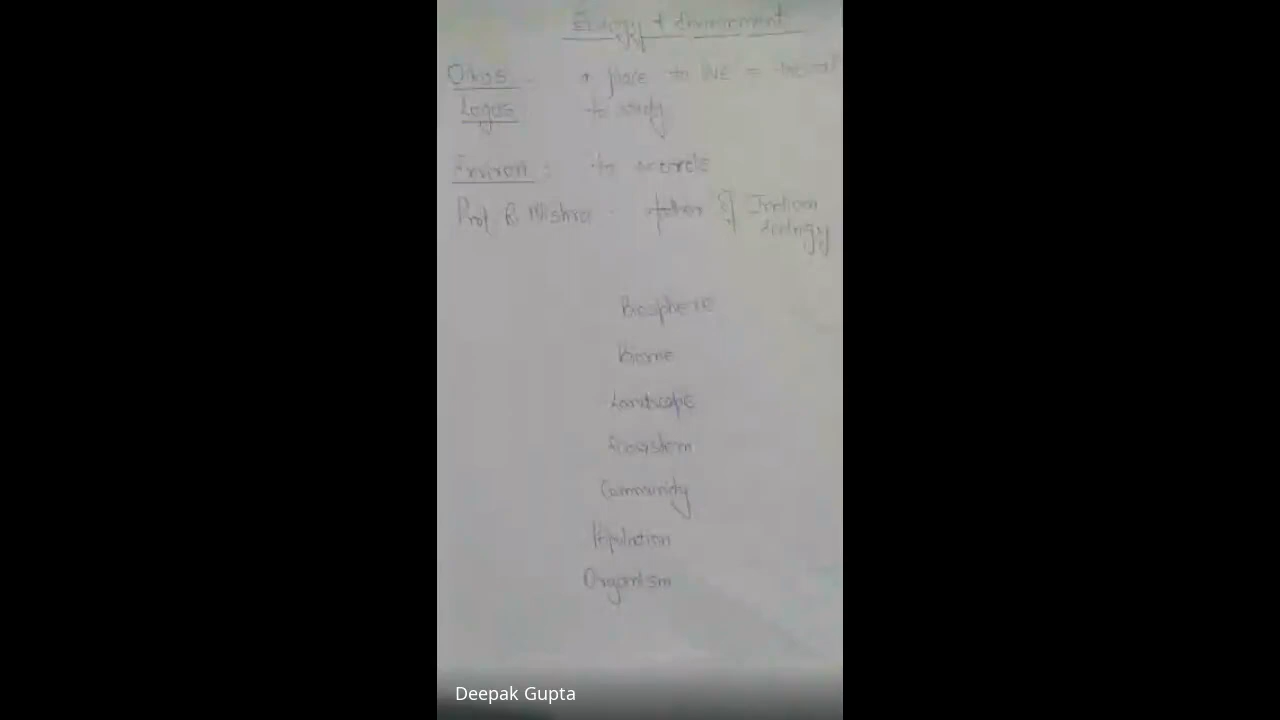 Ecology & Environment
Oikos - a place to live =
Logos to study
Environ : to
Prof R Mishra - father of Indian
Ecology
Biosphere
Biome
Landscape
Ecosystem
Community
Population
Organism
Deepak Gupta